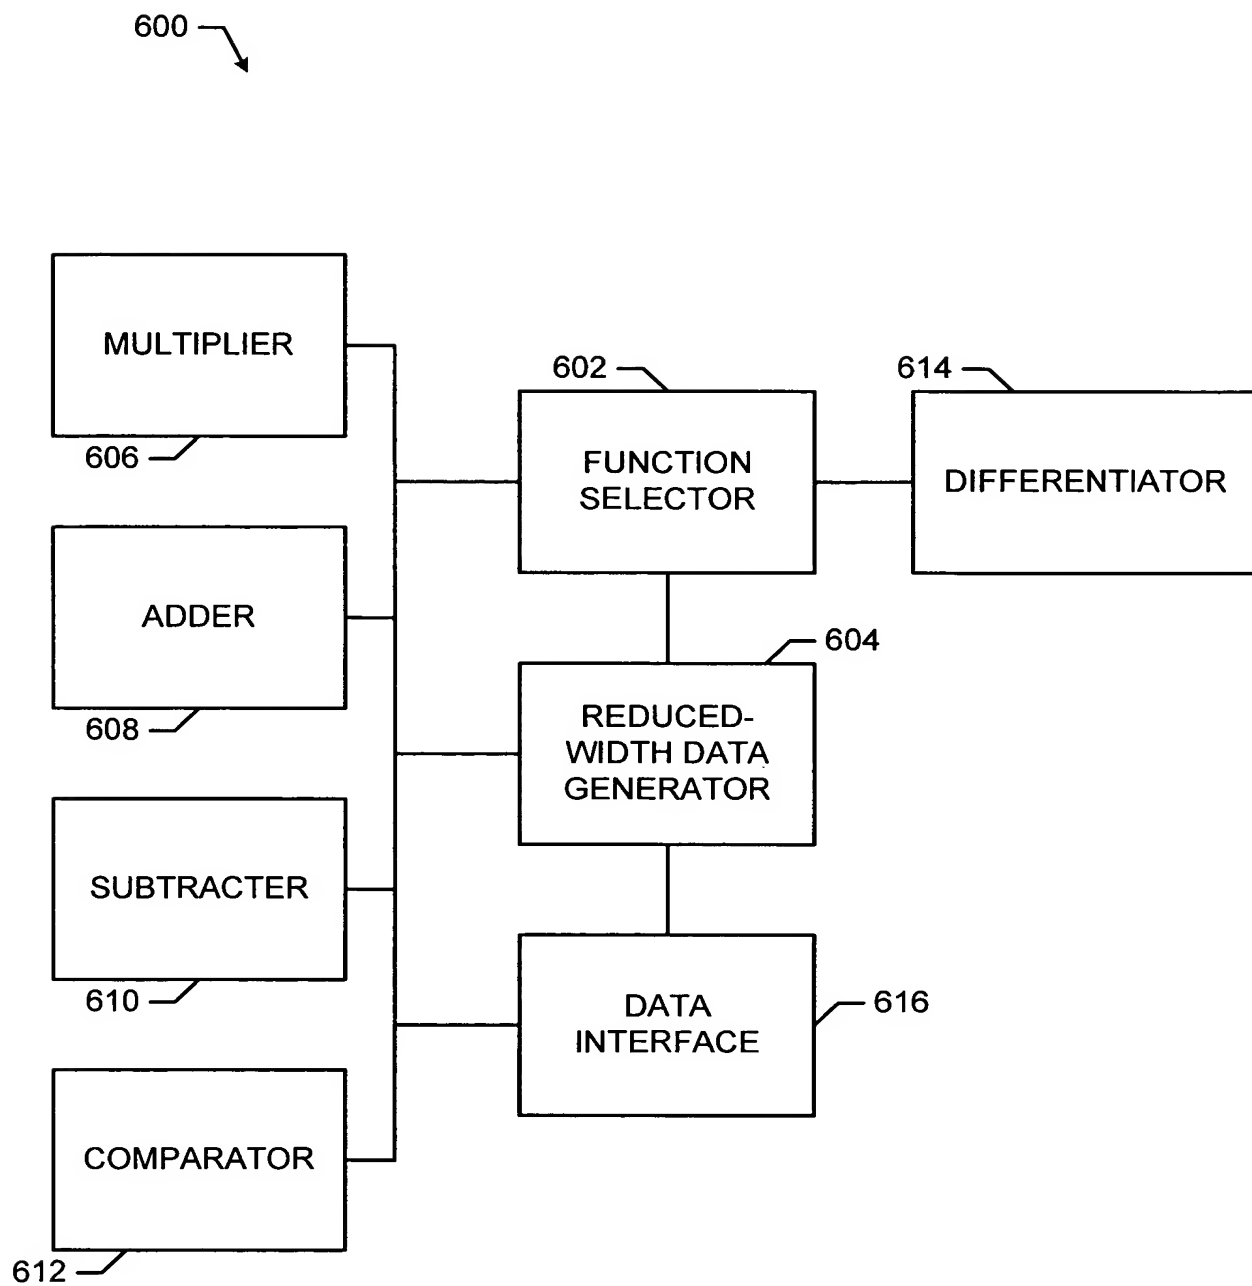 600
MULTIPLIER
606
602
614
FUNCTION
SELECTOR
DIFFERENTIATOR
ADDER
608
604
REDUCED-
WIDTH DATA
GENERATOR
SUBTRACTER
610
DATA
INTERFACE
616
COMPARATOR
612